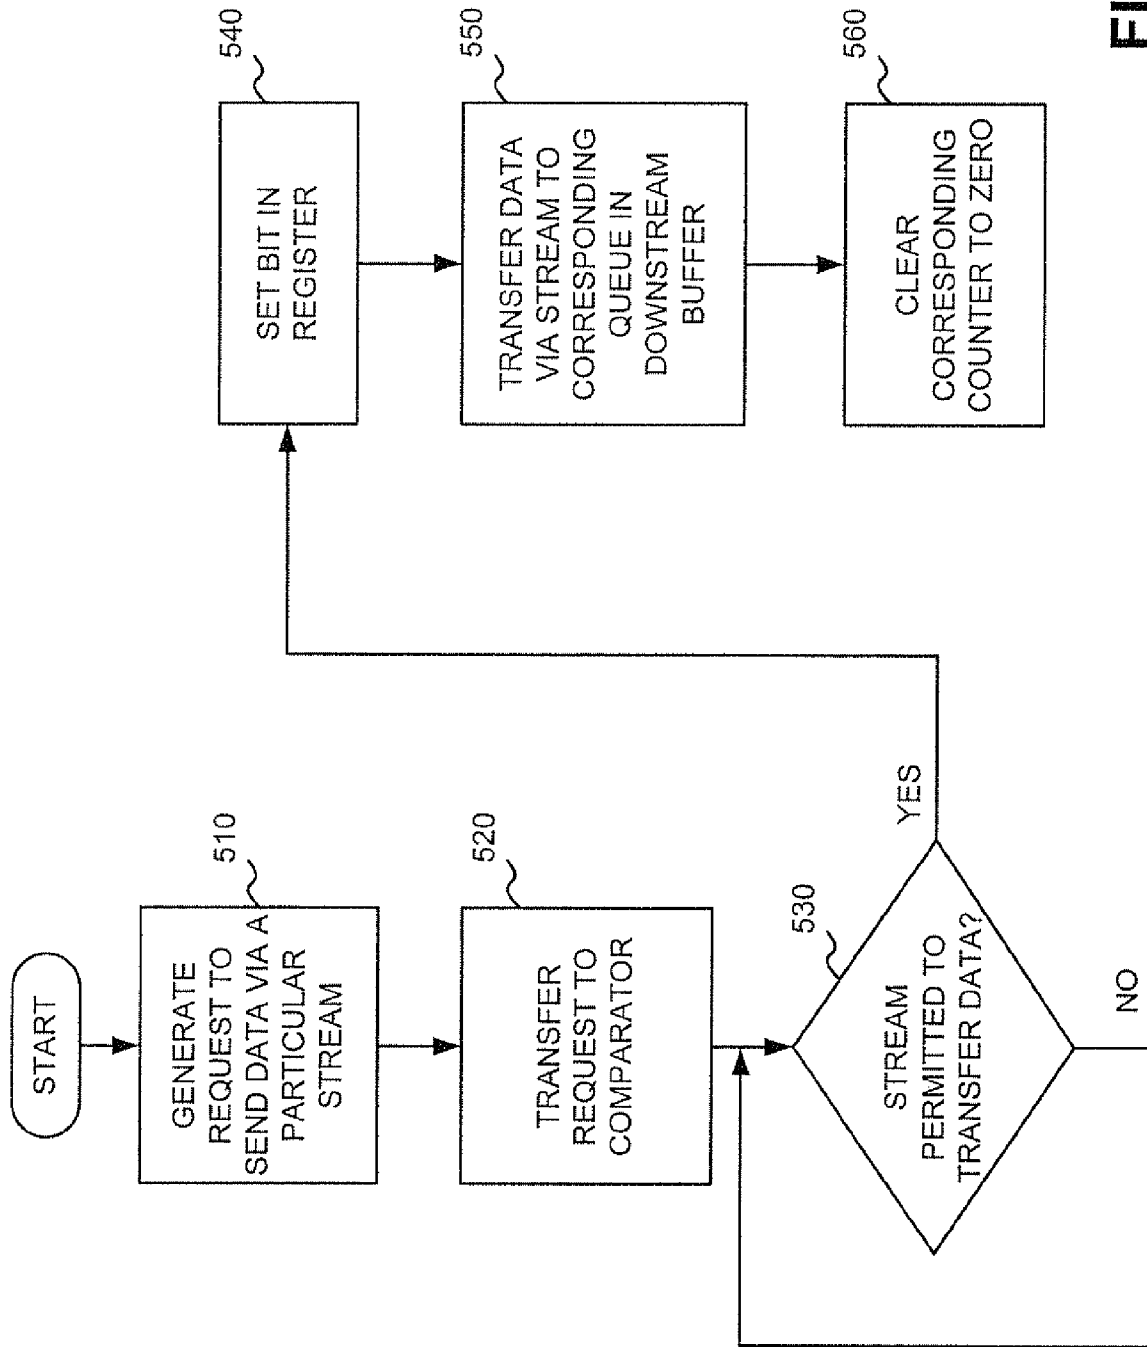 START
510
GENERATE
REQUEST TO
SEND DATA VIA A
PARTICULAR
STREAM
520
TRANSFER
REQUEST TO
COMPARATOR
530
STREAM
PERMITTED TO
TRANSFER DATA?
YES
NO
540
SET BIT IN
REGISTER
550
TRANSFER DATA
VIA STREAM TO
CORRESPONDING
QUEUE IN
DOWNSTREAM
BUFFER
560
CLEAR
CORRESPONDING
COUNTER TO ZERO